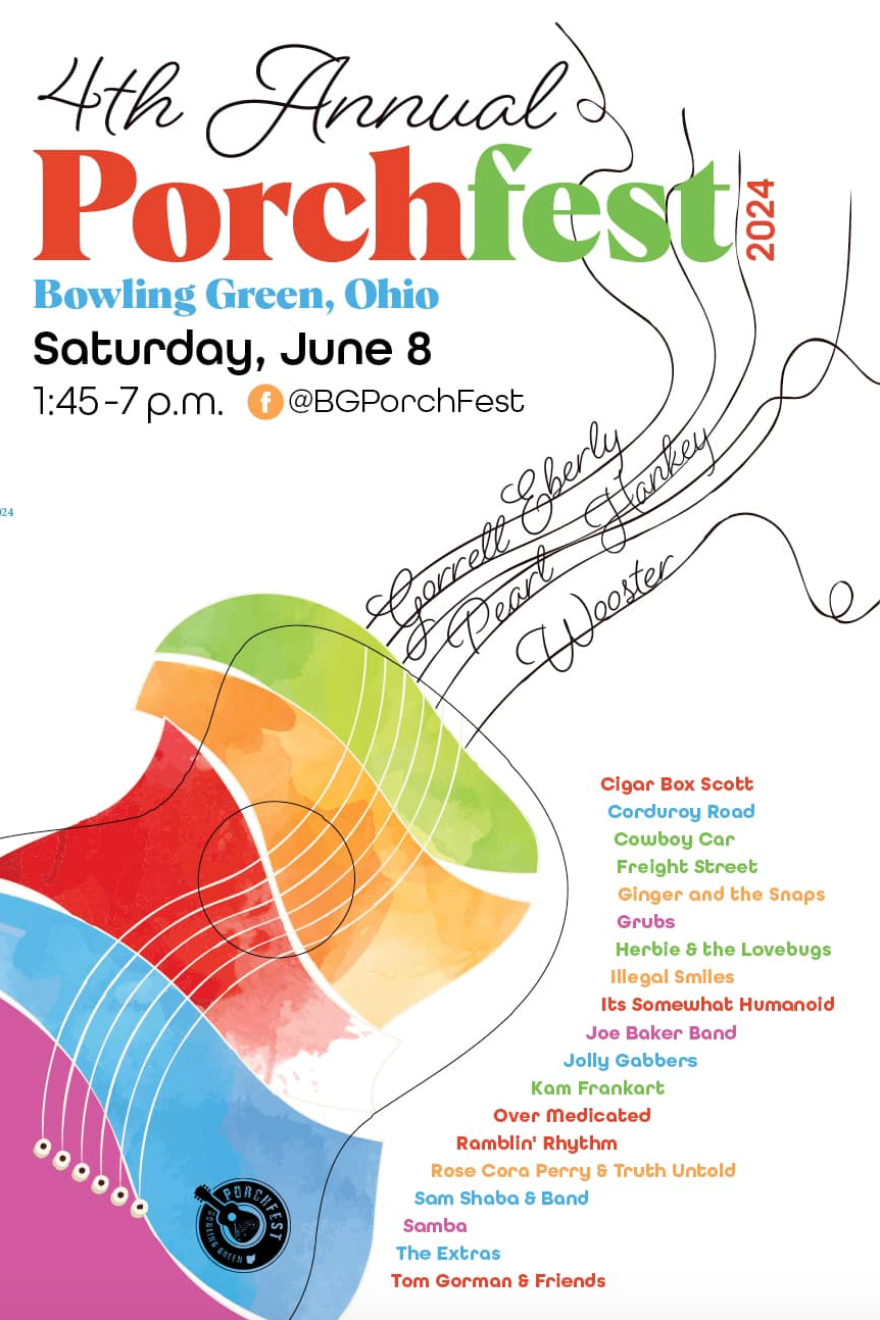 4th Annual
Porchfest
2024
Bowling Green, Ohio
Saturday, June 8
1:45-7 p.m. f @BGPorchFest
024
Gorrell Eberly
Pearl Hankey
Wooster
Cigar Box Scott
Corduroy Road
Cowboy Car
Freight Street
Ginger and the Snaps
Grubs
Herbie & the Lovebugs
Illegal Smiles
Its Somewhat Humanoid
Joe Baker Band
Jolly Gabbers
Kam Frankart
Over Medicated
Ramblin' Rhythm
Rose Cora Perry & Truth Untold
Sam Shaba & Band
Samba
The Extras
Tom Gorman & Friends
PORCHFEST
BOWLING GREEN